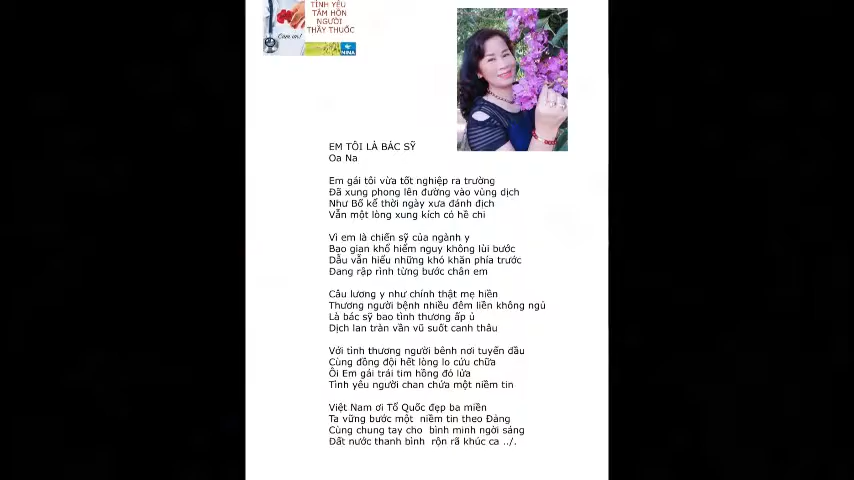 TÌNH YÊU
TÂM HỒN
NGƯỜI
THẦY THUỐC
Cảm ơn!
HINA
EM TÔI LÀ BÁC SỸ
Oa Na
Em gái tôi vừa tốt nghiệp ra trường
Đã xung phong lên đường vào vùng dịch
Như Bố kể thời ngày xưa đánh địch
Vẫn một lòng xung kích có hề chi
Vì em là chiến sỹ của ngành y
Bao gian khổ hiểm nguy không lùi bước
Dẫu vẫn hiểu những khó khăn phía trước
Đang rập rình từng bước chân em
Câu lương y như chính thật mẹ hiền
Thương người bệnh nhiều đêm liền không ngủ
Là bác sỹ bao tình thương ấp ủ
Dịch lan tràn vần vũ suốt canh thâu
Với tình thương người bênh nơi tuyến đầu
Cùng đồng đội hết lòng lo cứu chữa
Ôi Em gái trái tim hồng đỏ lửa
Tình yêu người chan chứa một niềm tin
Việt Nam ơi Tổ Quốc đẹp ba miền
Ta vững bước một niềm tin theo Đảng
Cùng chung tay cho bình minh ngời sáng
Đất nước thanh bình rộn rã khúc ca ../.